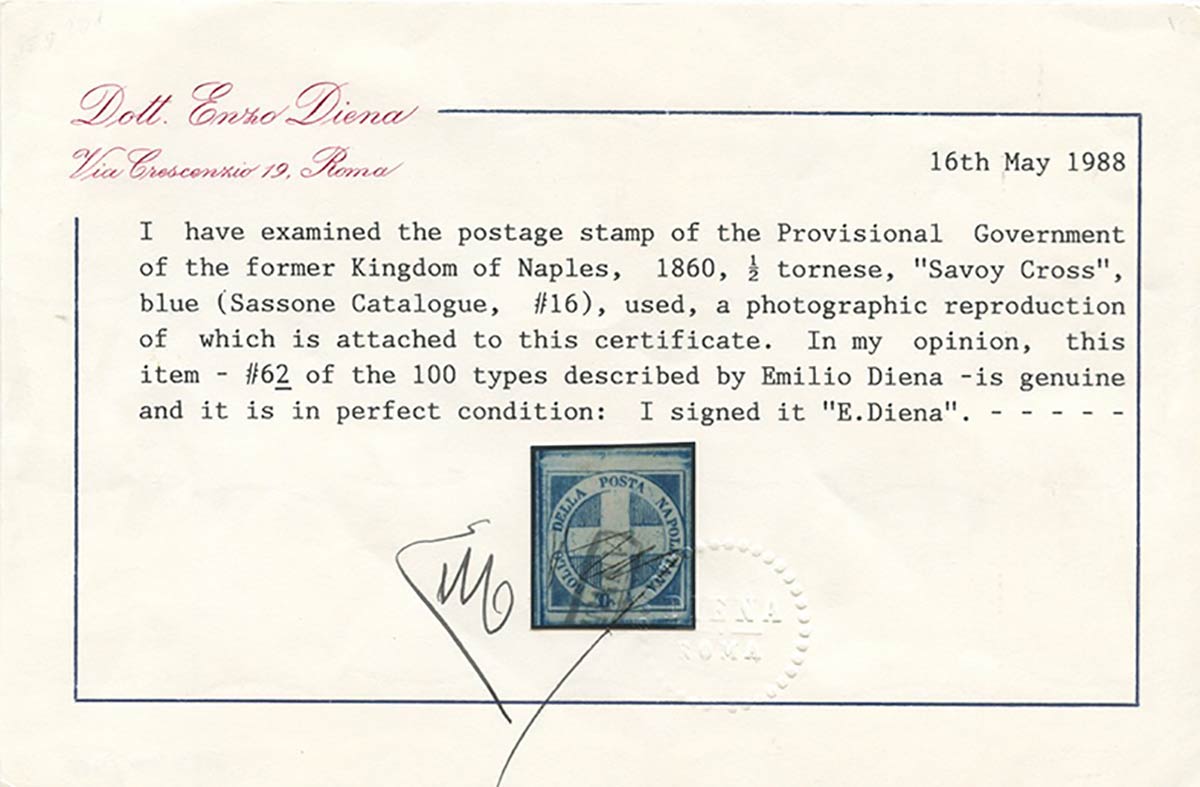 Dott. Enzo Diena
Via Crescenzio 19, Roma
16th May 1988
I have examined the postage stamp of the Provisional Government
of the former Kingdom of Naples, 1860, ½ tornese, "Savoy Cross",
blue (Sassone Catalogue, #16), used, a photographic reproduction
of which is attached to this certificate. In my opinion, this
item - #62 of the 100 types described by Emilio Diena -is genuine
and it is in perfect condition: I signed it "E.Diena". - - - - -
BOLLO DELLA POSTA NAPOLETANA
ROMA